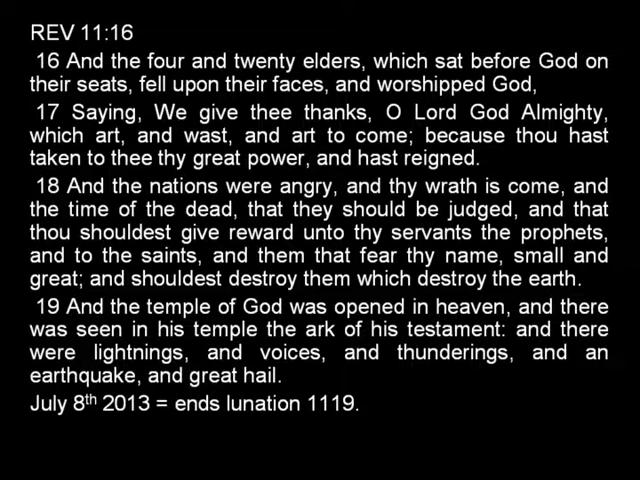 REV 11:16
16 And the four and twenty elders, which sat before God on
their seats, fell upon their faces, and worshipped God,
17 Saying, We give thee thanks, O Lord God Almighty,
which art, and wast, and art to come; because thou hast
taken to thee thy great power, and hast reigned.
18 And the nations were angry, and thy wrath is come, and
the time of the dead, that they should be judged, and that
thou shouldest give reward unto thy servants the prophets,
and to the saints, and them that fear thy name, small and
great; and shouldest destroy them which destroy the earth.
19 And the temple of God was opened in heaven, and there
was seen in his temple the ark of his testament: and there
were lightnings, and voices, and thunderings, and an
earthquake, and great hail.
July 8th 2013 = ends lunation 1119.